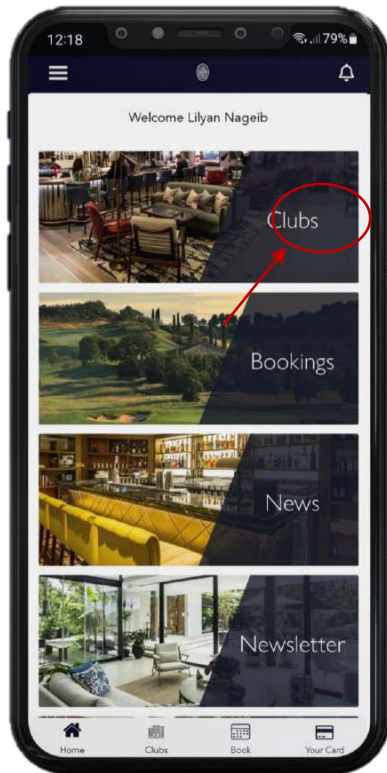 12:18
79%
Welcome Lilyan Nageib
Clubs
Bookings
News
Newsletter
Home Clubs Book Your Card